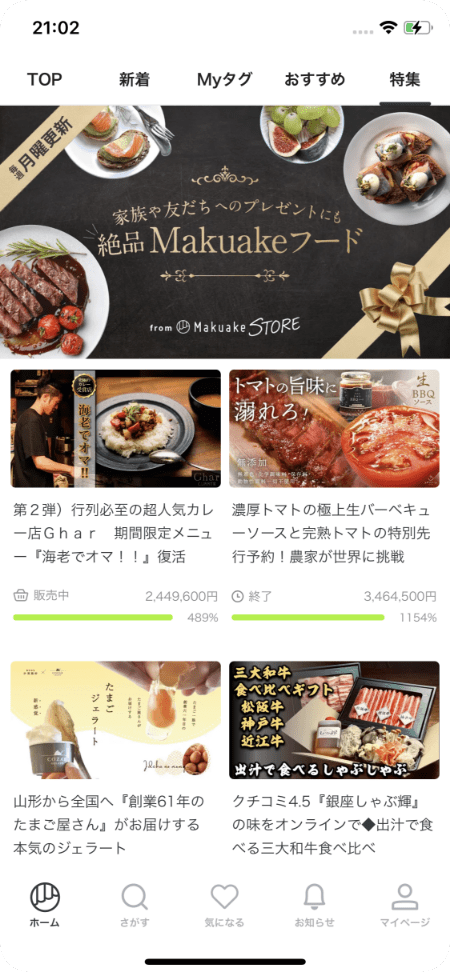 21:02
TOP
新着
Myタグ
おすすめ
特集
毎週
月曜更新
家族や友だちへのプレゼントにも
絶品 Makuakeフード
from Makuake STORE
海老でオマ!!
Ghar
トマトの旨味に
溺れろ!
生
BBQ
ソース
無添加
第２弾）行列必至の超人気カレ
ー店Ｇｈａｒ　期間限定メニュ
ー『海老でオマ！！』復活
濃厚トマトの極上生バーベキュ
ーソースと完熟トマトの特別先
行予約！農家が世界に挑戦
販売中
2,449,600円
489%
終了
3,464,500円
1154%
たまご
ジェラート
三大和牛
食べ比べギフト
松阪牛
神戸牛
近江牛
出汁で食べるしゃぶしゃぶ
山形から全国へ『創業61年の
たまご屋さん』がお届けする
本気のジェラート
クチコミ4.5『銀座しゃぶ輝』
の味をオンラインで◆出汁で食
べる三大和牛食べ比べ
ホーム
さがす
気になる
お知らせ
マイページ